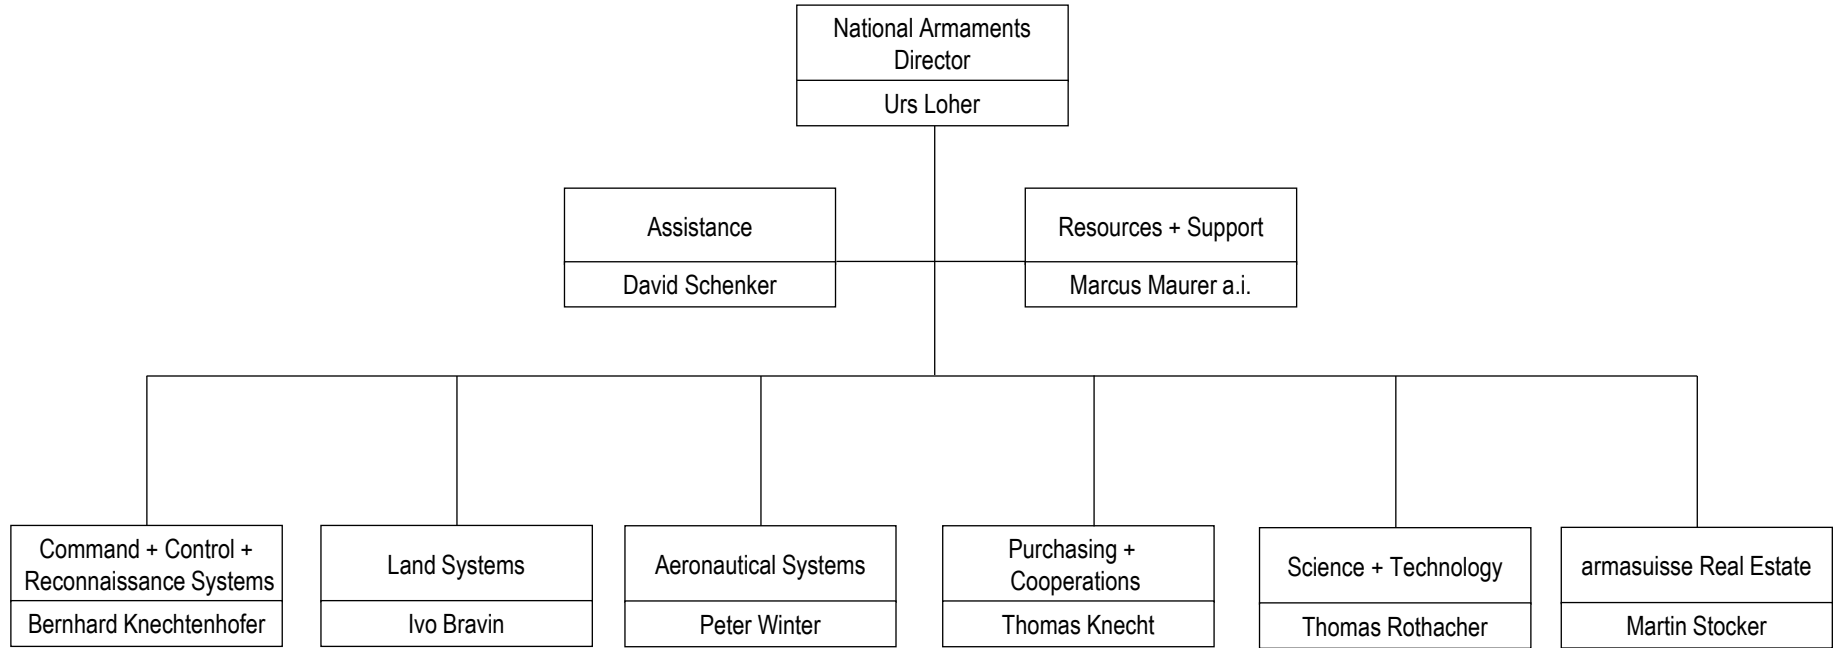 National Armaments
Director
Urs Loher
Assistance
David Schenker
Resources + Support
Marcus Maurer a.i.
Command + Control +
Reconnaissance Systems
Bernhard Knechtenhofer
Land Systems
Ivo Bravin
Aeronautical Systems
Peter Winter
Purchasing +
Cooperations
Thomas Knecht
Science + Technology
Thomas Rothacher
armasuisse Real Estate
Martin Stocker